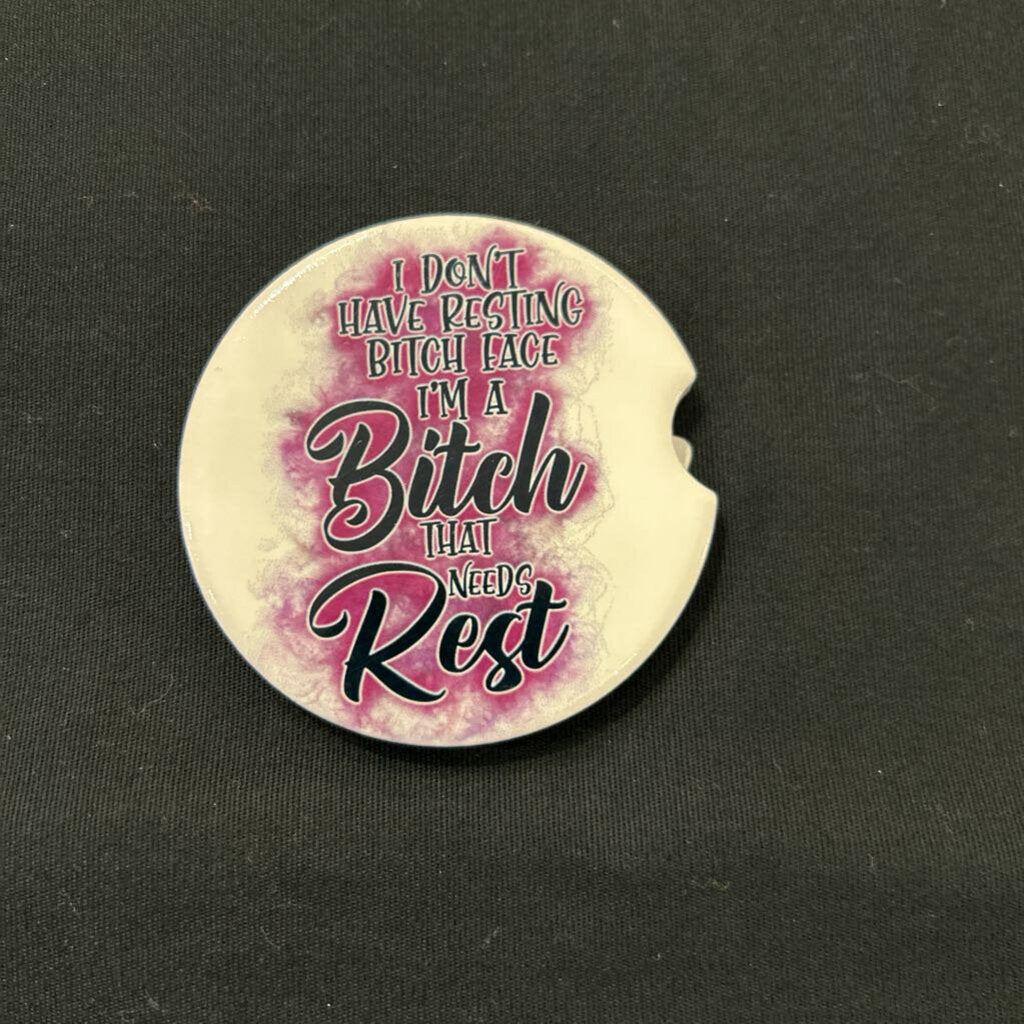 I DON'T
HAVE RESTING
BITCH FACE
I'M A
Bitch
THAT
NEEDS
Rest